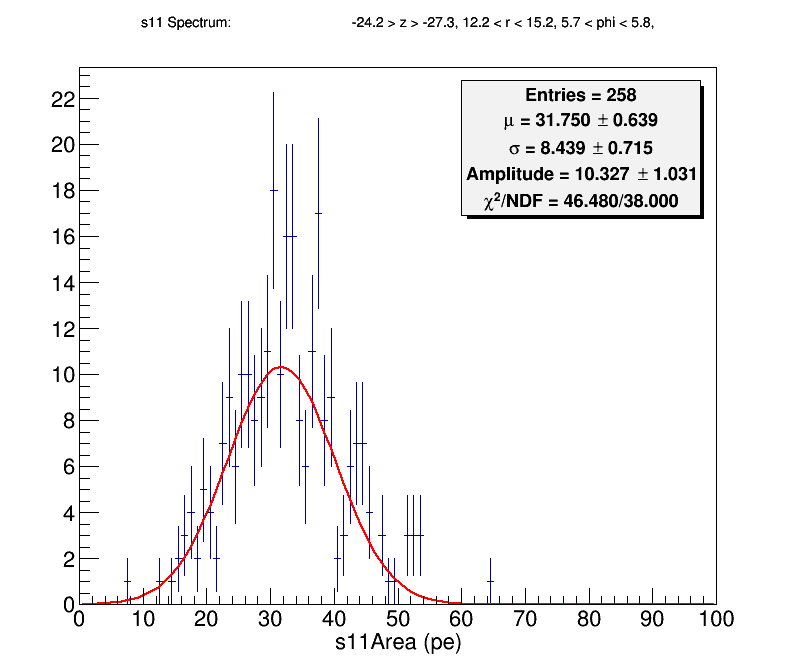 s11 Spectrum: -24.2 > z > -27.3, 12.2 < r < 15.2, 5.7 < phi < 5.8,
Entries = 258
μ = 31.750 ± 0.639
σ = 8.439 ± 0.715
Amplitude = 10.327 ± 1.031
χ²/NDF = 46.480/38.000
22
20
18
16
14
12
10
8
6
4
2
0
0 10 20 30 40 50 60 70 80 90 100
s11Area (pe)